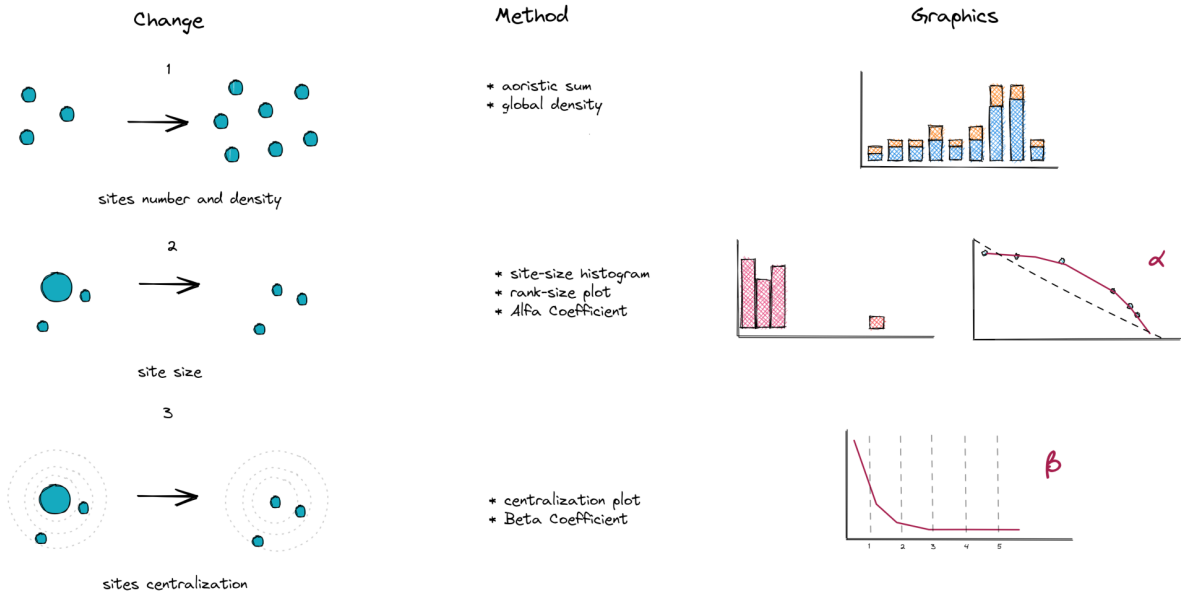 Change
Method
Graphics
1
* aoristic sum
* global density
sites number and density
2
* site-size histogram
* rank-size plot
* Alfa Coefficient
α
site size
3
* centralization plot
* Beta Coefficient
β
1 2 3 4 5
sites centralization